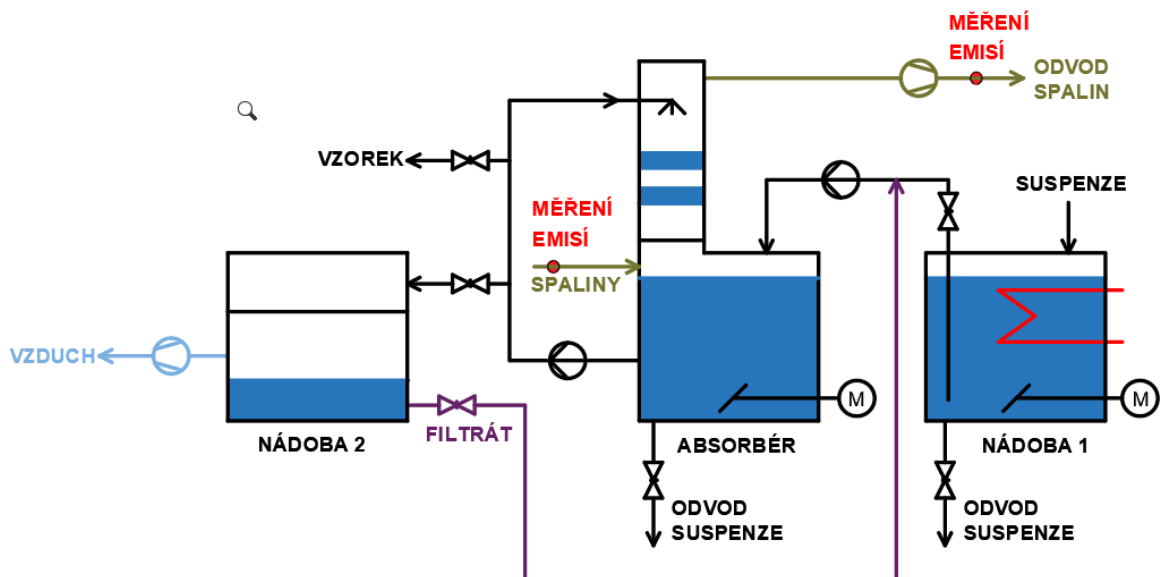 MĚŘENÍ
EMISÍ
ODVOD
SPALIN
VZOREK
SUSPENZE
MĚŘENÍ
EMISÍ
SPALINY
VZDUCH
FILTRÁT
NÁDOBA 2
ABSORBÉR
NÁDOBA 1
M
M
ODVOD
SUSPENZE
ODVOD
SUSPENZE